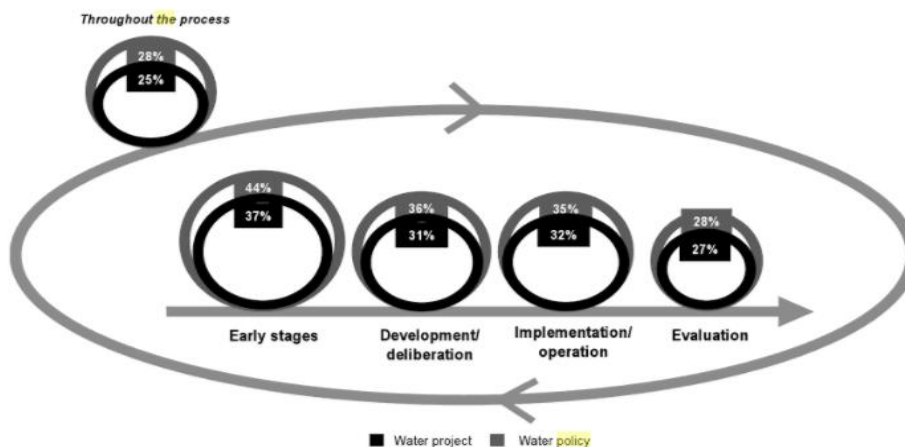 Throughout the process
28%
25%
44%
37%
36%
31%
35%
32%
28%
27%
Early stages
Development/
deliberation
Implementation/
operation
Evaluation
Water project
Water policy